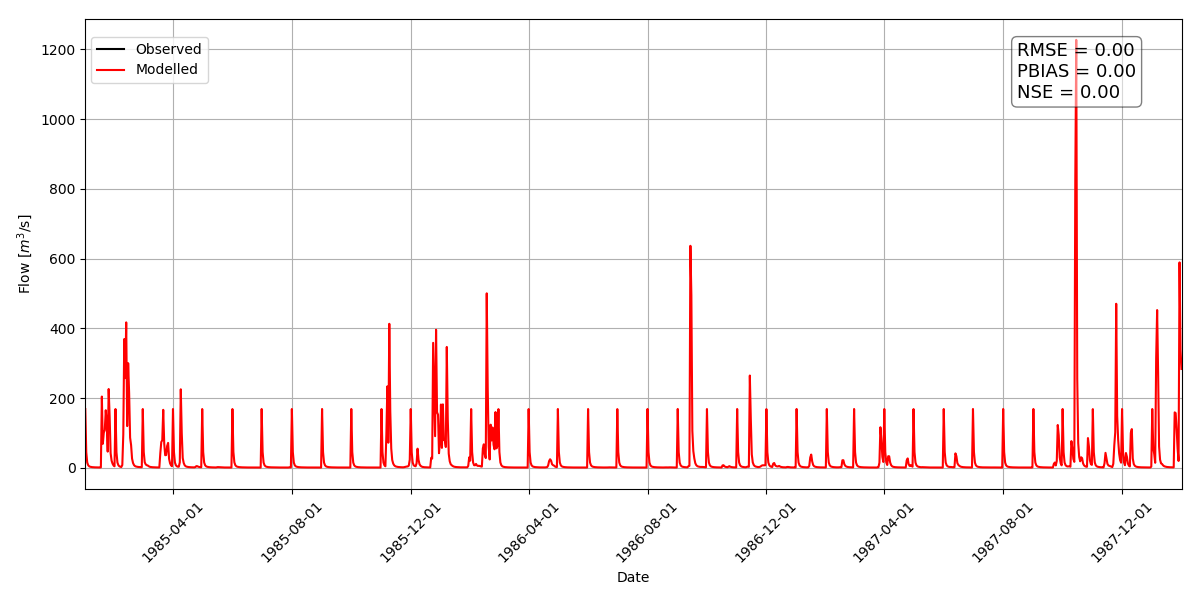 1200
1000
800
600
400
200
0
Flow [m³/s]
Observed
Modelled
RMSE = 0.00
PBIAS = 0.00
NSE = 0.00
1985-04-01
1985-08-01
1985-12-01
1986-04-01
1986-08-01
1986-12-01
1987-04-01
1987-08-01
1987-12-01
Date